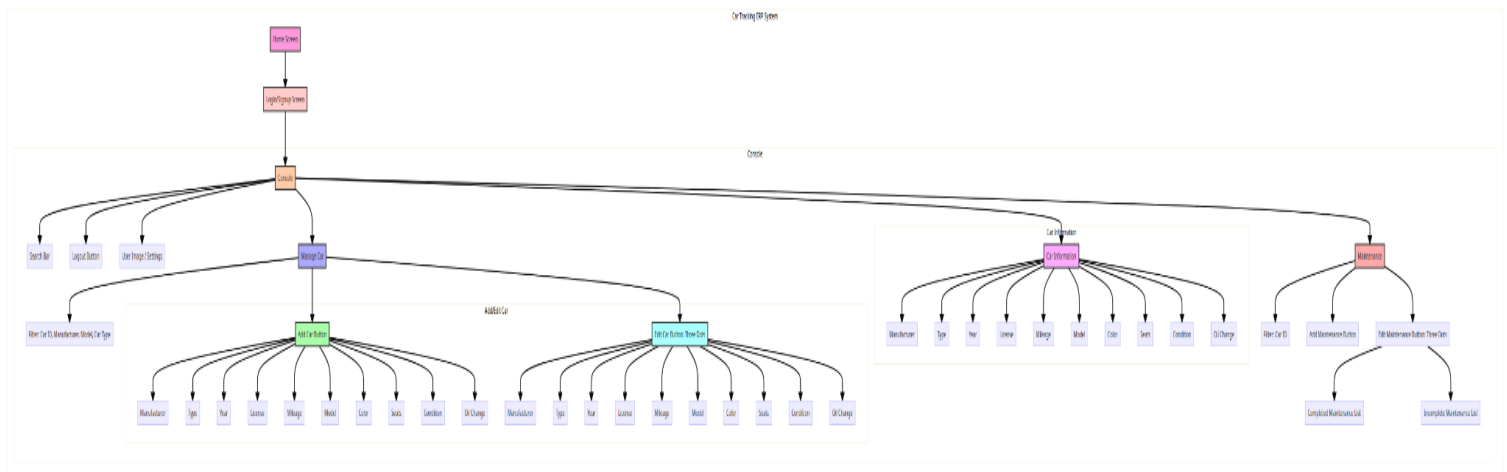 Car Tracking ERP System
Home Screen
Login/Signup Screen
Console
Console
Search Bar
Logout Button
User Image / Settings
Manage Car
Car Information
Car Information
Maintenance
Filter: Car ID, Manufacturer, Model, Car Type
Add/Edit Car
Add Car Button
Edit Car Button: Three Dots
Manufacturer
Type
Year
License
Mileage
Model
Color
Seats
Condition
Oil Change
Filter: Car ID
Add Maintenance Button
Edit Maintenance Button: Three Dots
Manufacturer
Type
Year
License
Mileage
Model
Color
Seats
Condition
Oil Change
Manufacturer
Type
Year
License
Mileage
Model
Color
Seats
Condition
Oil Change
Completed Maintenance List
Incomplete Maintenance List